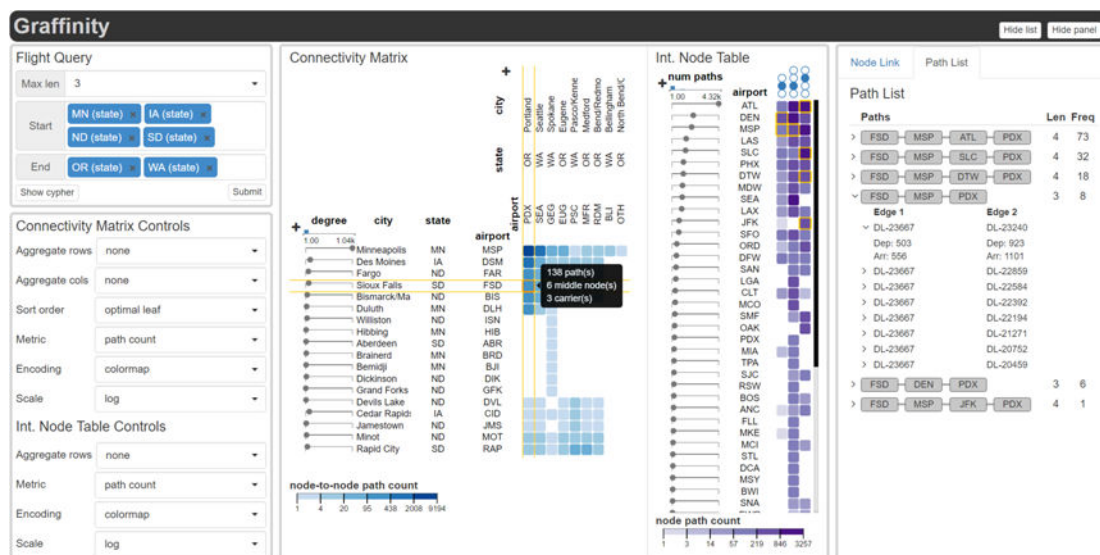 Graffinity
Hide list Hide panel
Flight Query
Max len 3
Start MN (state) × IA (state) ×
ND (state) × SD (state) ×
End OR (state) × WA (state) ×
Show cypher Submit
Connectivity Matrix Controls
Aggregate rows none
Aggregate cols none
Sort order optimal leaf
Metric path count
Encoding colormap
Scale log
Int. Node Table Controls
Aggregate rows none
Metric path count
Encoding colormap
Scale log
Connectivity Matrix
+
city Portland Seattle Spokane Eugene Pasco/Kenne Medford Bend/Redmo Bellingham North Bend/C
state OR WA WA OR WA OR OR WA OR
airport PDX SEA GEG EUG PSC MFR RDM BLI OTH
+ degree city state airport
1.00 1.04k
Minneapolis MN MSP
Des Moines IA DSM
Fargo ND FAR
Sioux Falls SD FSD
Bismarck/Ma ND BIS
Duluth MN DLH
Williston ND ISN
Hibbing MN HIB
Aberdeen SD ABR
Brainerd MN BRD
Bemidji MN BJI
Dickinson ND DIK
Grand Forks ND GFK
Devils Lake ND DVL
Cedar Rapids IA CID
Jamestown ND JMS
Minot ND MOT
Rapid City SD RAP
138 path(s)
6 middle node(s)
3 carrier(s)
node-to-node path count
1 4 20 95 438 2008 9194
Int. Node Table
+ num paths airport
1.00 4.32k
ATL
DEN
MSP
LAS
SLC
PHX
DTW
MDW
SEA
LAX
JFK
SFO
ORD
DFW
SAN
LGA
CLT
MCO
SMF
OAK
PDX
MIA
TPA
SJC
RSW
BOS
ANC
FLL
MKE
MCI
STL
DCA
MSY
BWI
SNA
node path count
1 3 14 57 219 846 3257
Node Link Path List
Path List
Paths Len Freq
FSD MSP ATL PDX 4 73
FSD MSP SLC PDX 4 32
FSD MSP DTW PDX 4 18
FSD MSP PDX 3 8
Edge 1 Edge 2
DL-23667 DL-23240
Dep: 503 Dep: 923
Arr: 556 Arr: 1101
DL-23667 DL-22859
DL-23667 DL-22584
DL-23667 DL-22392
DL-23667 DL-22194
DL-23667 DL-21271
DL-23667 DL-20752
DL-23667 DL-20459
FSD DEN PDX 3 6
FSD MSP JFK PDX 4 1